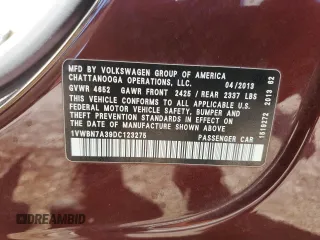 MFD BY VOLKSWAGEN GROUP OF AMERICA
CHATTANOOGA OPERATIONS, LLC. 04/2013
GVWR 4652 GAWR FRONT 2425 / REAR 2337 LBS
THIS VEHICLE CONFORMS TO ALL APPLICABLE U.S.
FEDERAL MOTOR VEHICLE SAFETY, BUMPER AND
THEFT PREVENTION STANDARDS IN EFFECT ON THE
DATE OF MANUFACTURE SHOWN ABOVE.
1VWBN7A39DC123275 PASSENGER CAR
1619272 2013 62
DREAMBID